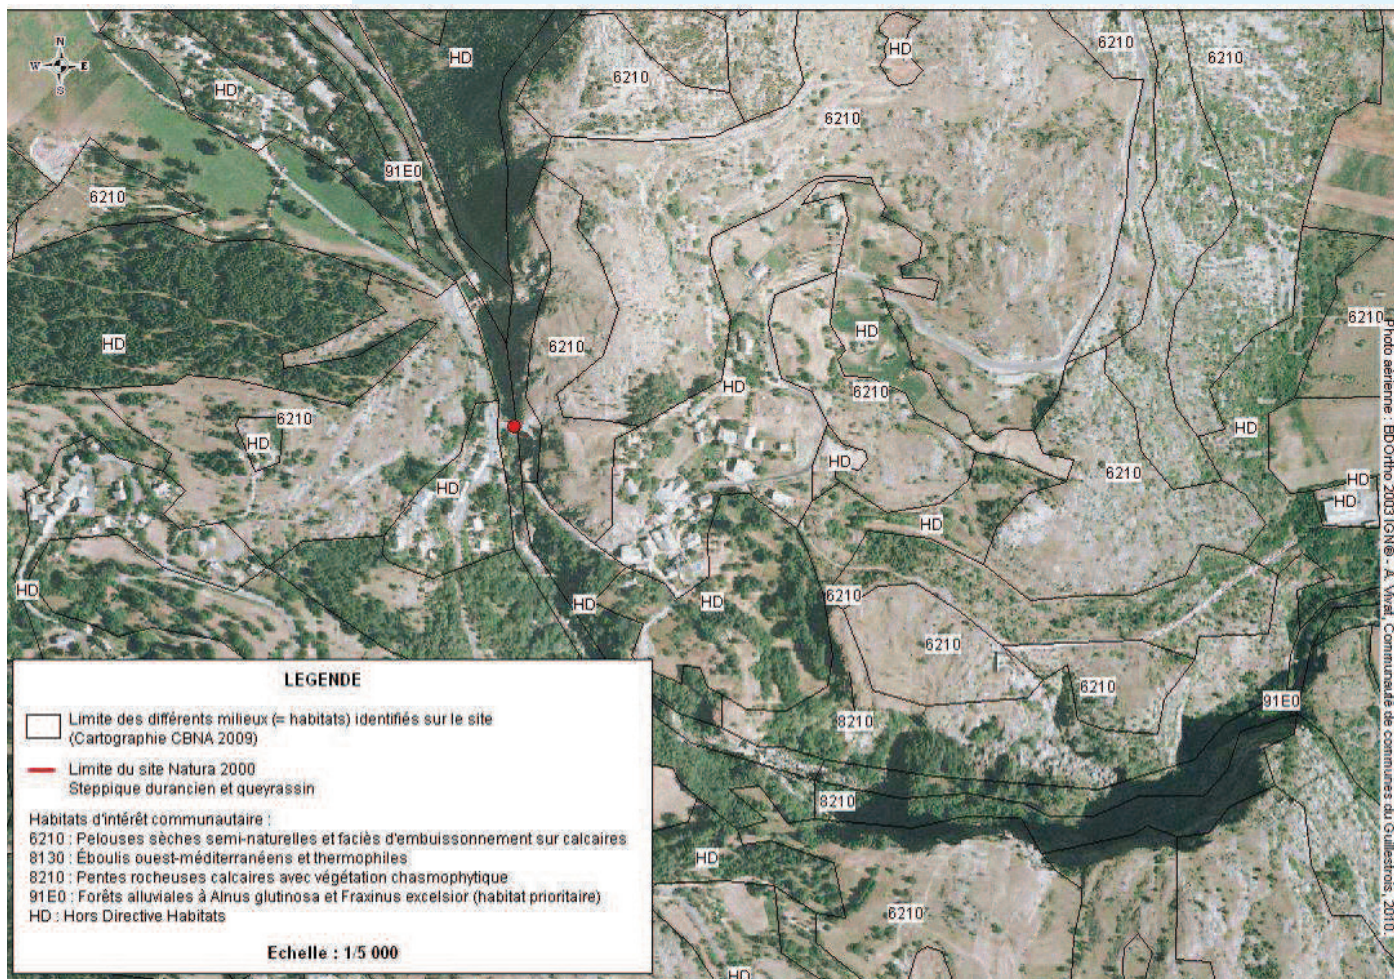 N
W E
S
HD
HD
6210
HD
6210
6210
6210
91E0
6210
HD
6210
HD
6210
HD
6210
6210
HD
HD
6210
HD
6210
HD
HD
HD
HD
HD
HD
HD
6210
6210
6210
91E0
8210
8210
HD
6210
HD
LEGENDE
Limite des différents milieux (= habitats) identifiés sur le site
(Cartographie CBNA 2009)
Limite du site Natura 2000
Steppique durancien et queyrassin
Habitats d'intérêt communautaire :
6210 : Pelouses sèches semi-naturelles et faciès d'embuissonnement sur calcaires
8130 : Éboulis ouest-méditerranéens et thermophiles
8210 : Pentes rocheuses calcaires avec végétation chasmophytique
91E0 : Forêts alluviales à Alnus glutinosa et Fraxinus excelsior (habitat prioritaire)
HD : Hors Directive Habitats
Echelle : 1/5 000
Photo aérienne : BDOrtho 2003 IGN® - A. Vivat, Communauté de communes du Guillestrois, 2010.